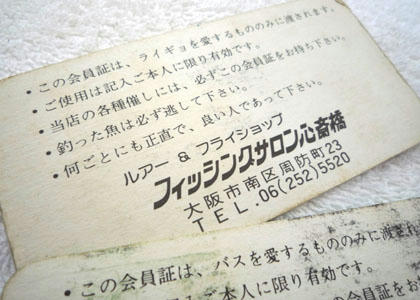 ・この会員証は、ライギョを愛するもののみに渡されます。
・ご使用は記入ご本人に限り有効です。
・当店の各種催しには、必ずこの会員証をお持ち下さい。
・釣った魚は必ず逃して下さい。
・何ごとにも正直で、良い人であって下さい。
ルアー & フライショップ
フィッシングサロン心斎橋
大阪市南区周防町23
TEL.06(252)5520
・この会員証は、バスを愛するもののみに渡され
ご本人に限り有効です。